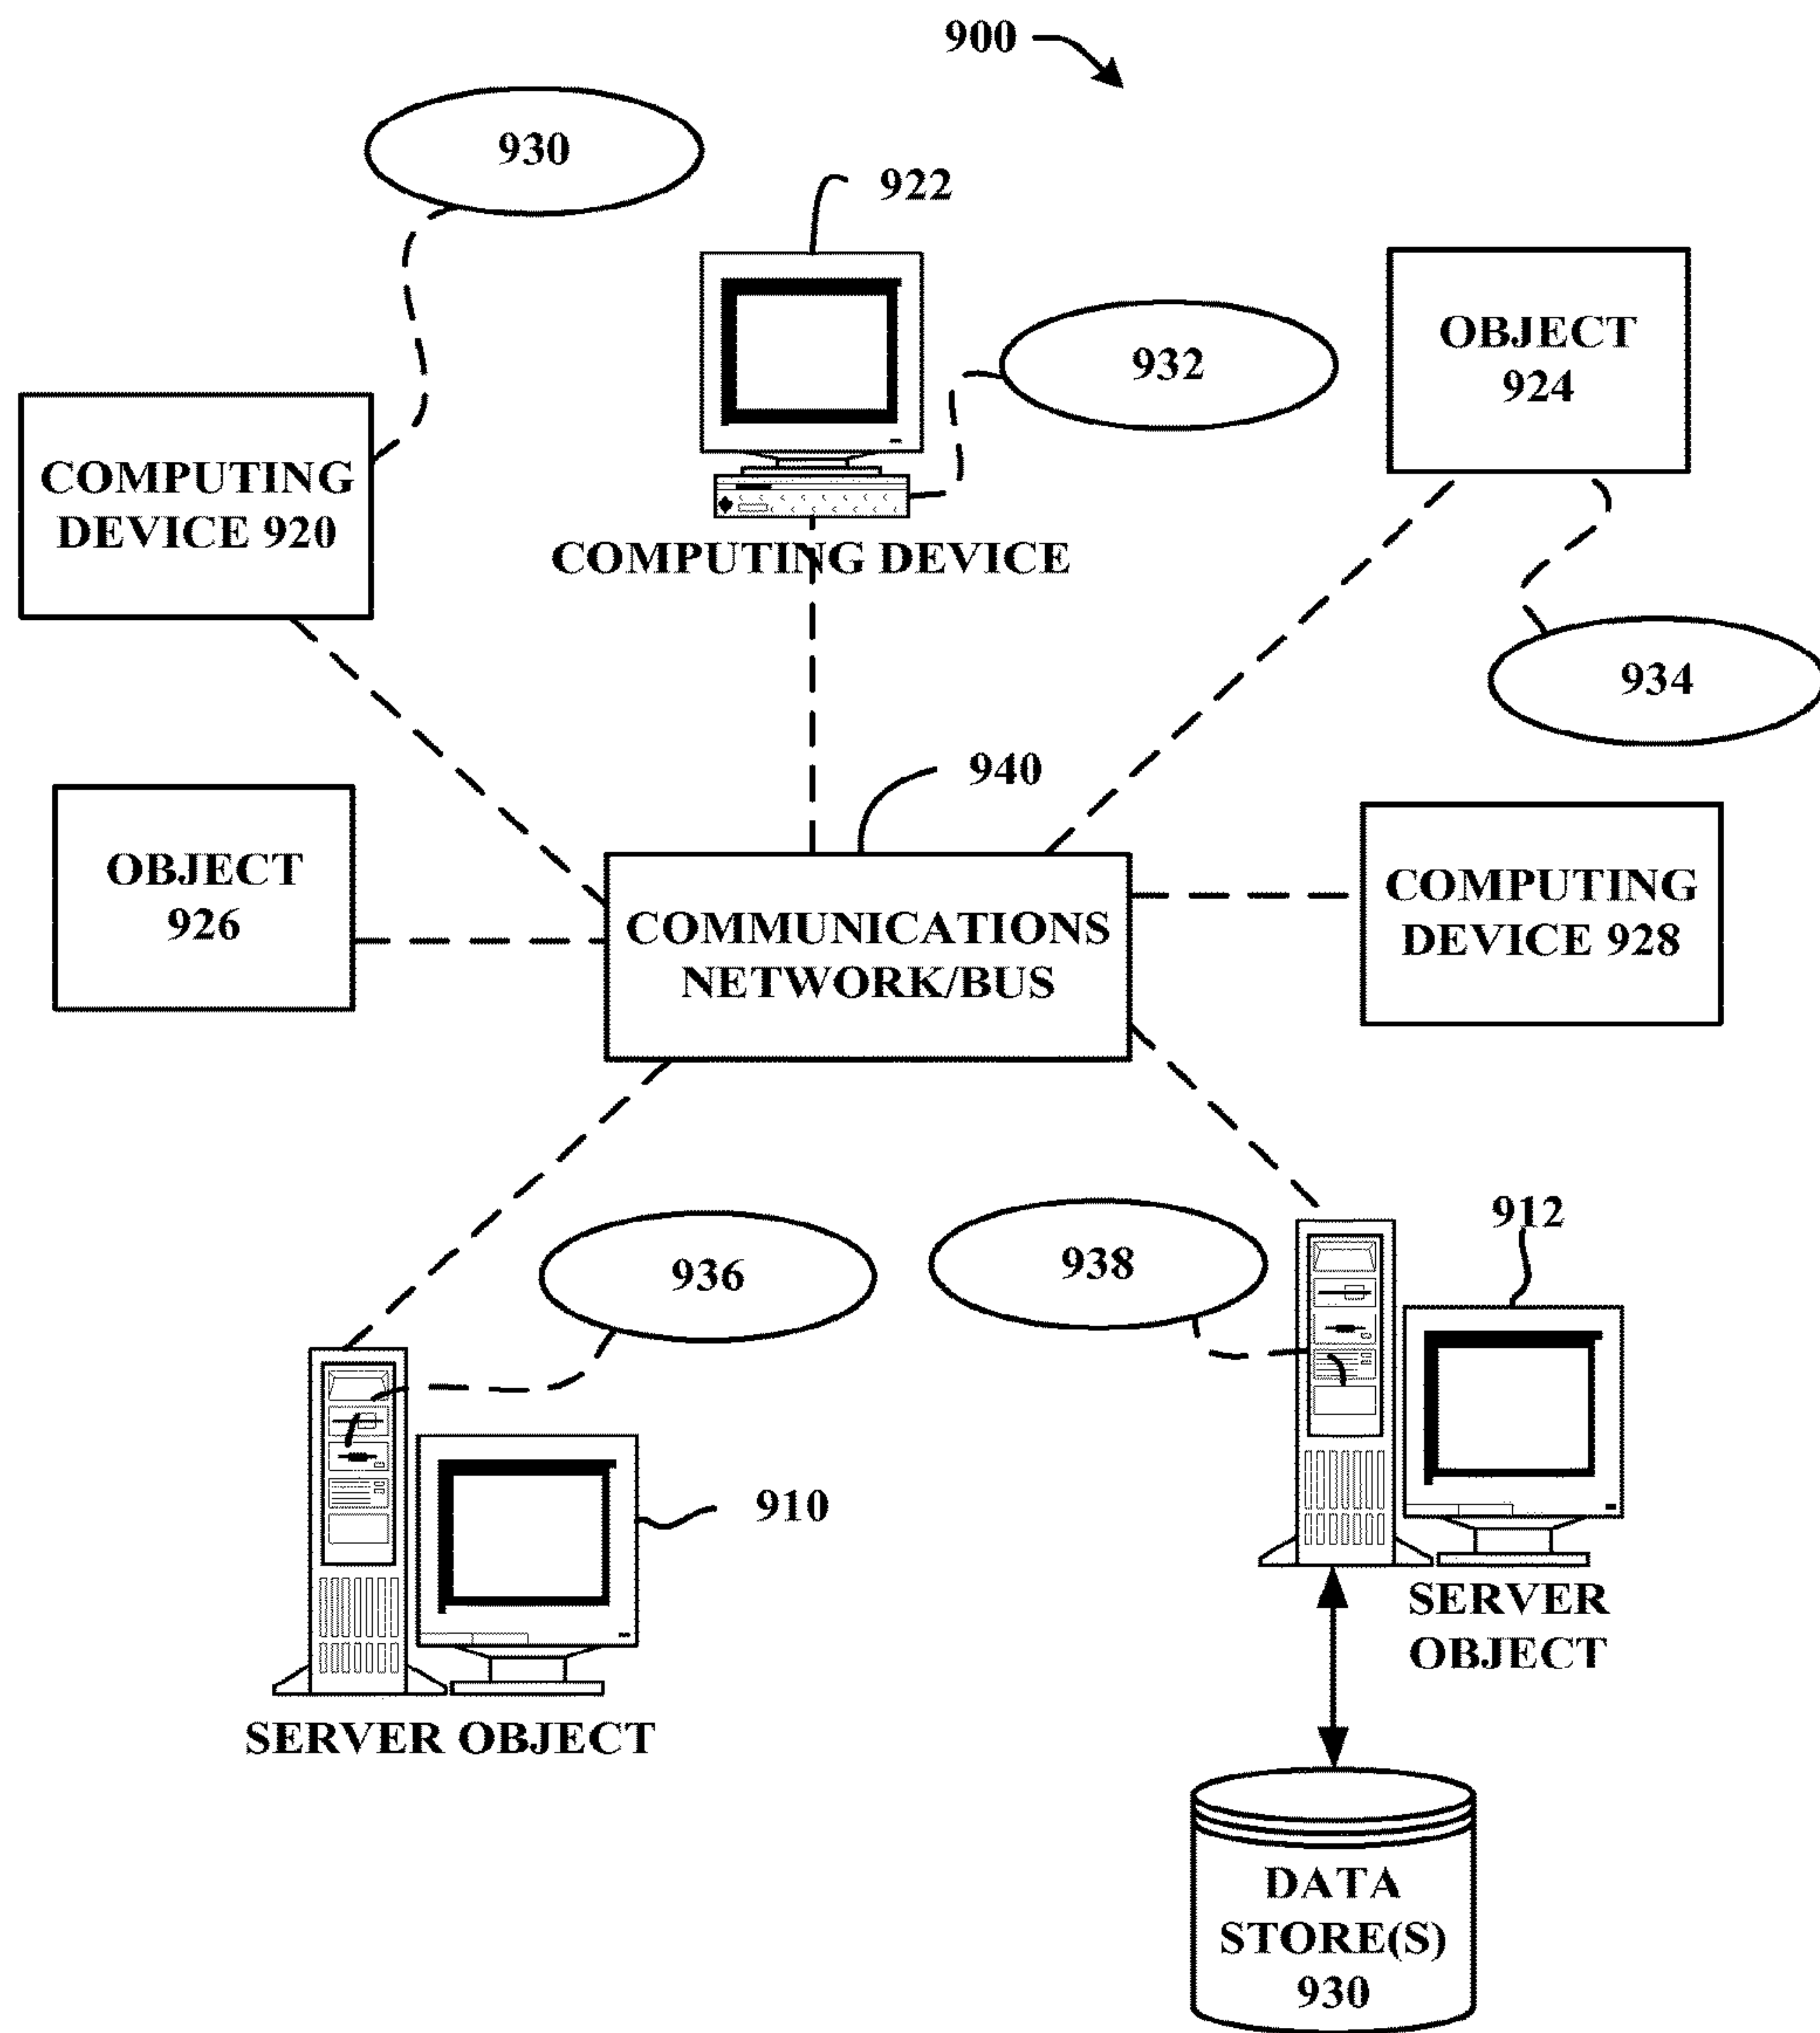 900
930
922
932
OBJECT
924
COMPUTING
DEVICE 920
COMPUTING DEVICE
934
940
OBJECT
926
COMMUNICATIONS
NETWORK/BUS
COMPUTING
DEVICE 928
936
938
912
910
SERVER
OBJECT
SERVER OBJECT
DATA
STORE(S)
930